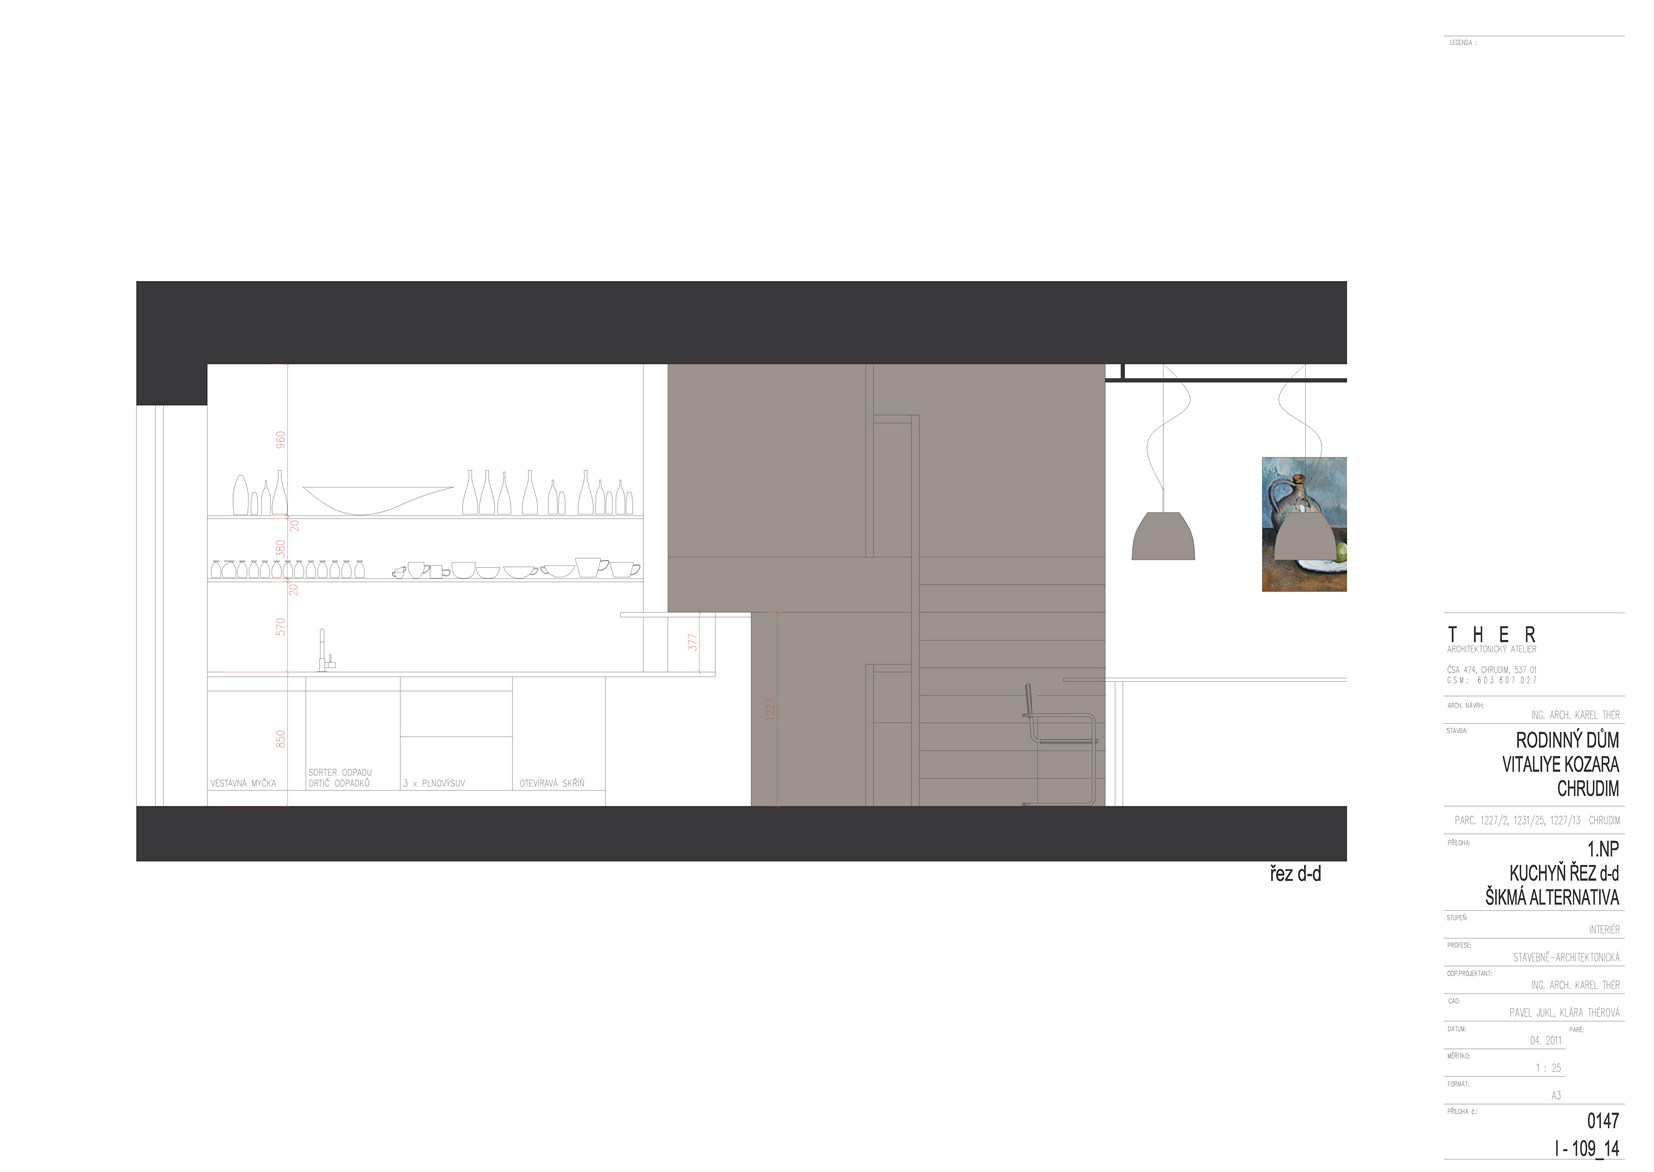 LEGENDA :
960
20
380
20
570
377
1227
850
VESTAVNÁ MYČKA
SORTER ODPADU
DRTIČ ODPADKŮ
3 x PLNOVÝSUV
OTEVÍRAVÁ SKŘÍŇ
řez d-d
THER
ARCHITEKTONICKÝ ATELIER
ČSA 474, CHRUDIM, 537 01
GSM: 603 807 027
ARCH. NÁVRH:
ING. ARCH. KAREL THÉR
STAVBA:
RODINNÝ DŮM
VITALIYE KOZARA
CHRUDIM
PARC. 1227/2, 1231/25, 1227/13 CHRUDIM
PŘÍLOHA:
1.NP
KUCHYŇ ŘEZ d-d
ŠIKMÁ ALTERNATIVA
STUPEŇ:
INTERIÉR
PROFESE:
STAVEBNĚ-ARCHITEKTONICKÁ
ODP.PROJEKTANT:
ING. ARCH. KAREL THÉR
CAD:
PAVEL JUKL, KLÁRA THÉROVÁ
DATUM:
PARÉ:
04. 2011
MĚŘÍTKO:
1 : 25
FORMÁT:
A3
PŘÍLOHA č.:
0147
I - 109_14